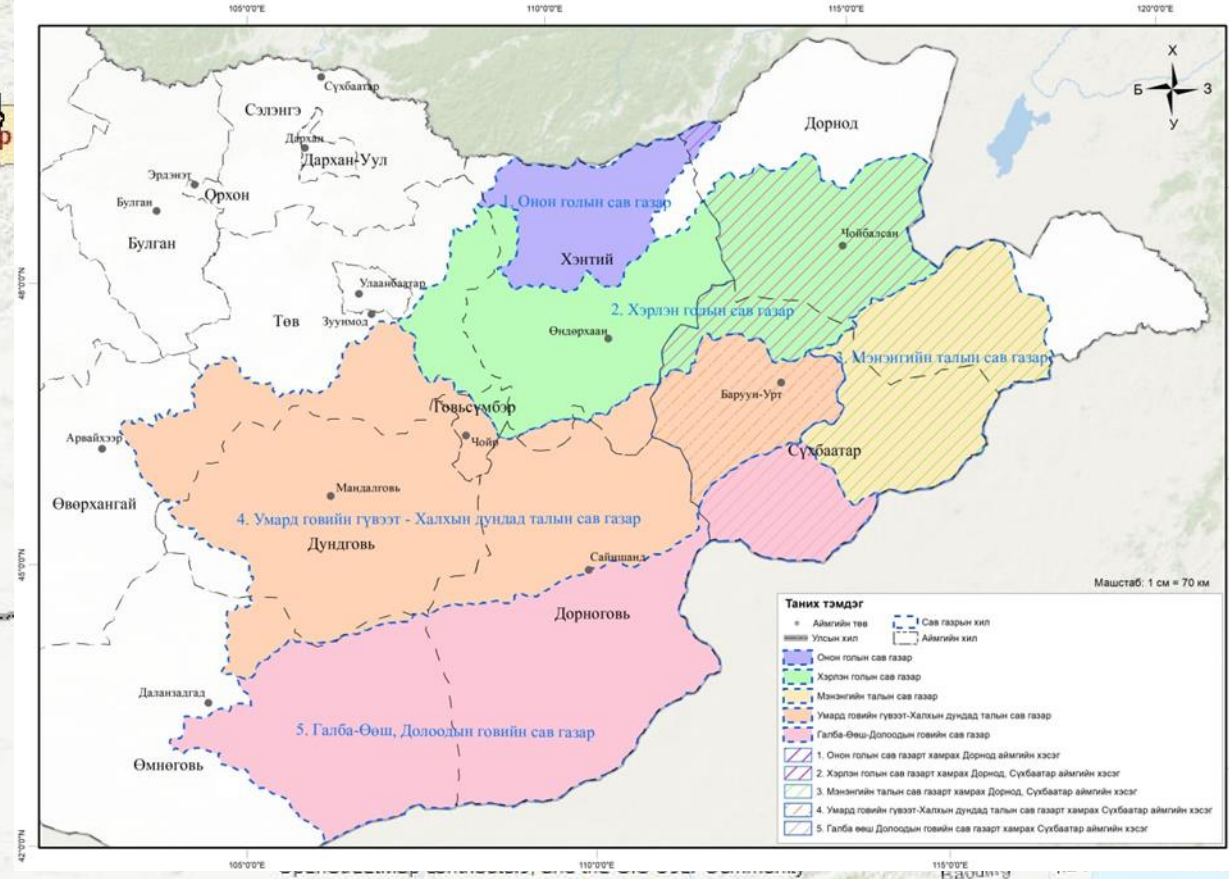 105°0'0"E 110°0'0"E 115°0'0"E 120°0'0"E
Х
Б З
У
Сүхбаатар
Сэлэнгэ
Дорнод
Дархан
Дархан-Уул
Эрдэнэт
Орхон
Булган
Булган
1. Онон голын сав газар
Чойбалсан
Хэнтий
48°0'0"N
Улаанбаатар
Төв
Зуунмод
2. Хэрлэн голын сав газар
Өндөрхаан
3. Мэнэнгийн талын сав газар
Баруун-Урт
Говьсүмбэр
Арвайхээр
Чойр
Сүхбаатар
Мандалговь
Өвөрхангай
4. Умард говийн гүвээт - Халхын дундад талын сав газар
Дундговь
Сайншанд
45°0'0"N
Машстаб: 1 см = 70 км
Дорноговь
Даланзадгад
5. Галба-Өөш, Долоодын говийн сав газар
Өмнөговь
42°0'0"N
Таних тэмдэг
Аймгийн төв Сав газрын хил
Улсын хил Аймгийн хил
Онон голын сав газар
Хэрлэн голын сав газар
Мэнэнгийн талын сав газар
Умард говийн гүвээт-Халхын дундад талын сав газар
Галба-Өөш-Долоодын говийн сав газар
1. Онон голын сав газарт хамрах Дорнод аймгийн хэсэг
2. Хэрлэн голын сав газарт хамрах Дорнод, Сүхбаатар аймгийн хэсэг
3. Мэнэнгийн талын сав газарт хамрах Дорнод, Сүхбаатар аймгийн хэсэг
4. Умард говийн гүвээт-Халхын дундад талын сав газарт хамрах Сүхбаатар аймгийн хэсэг
5. Галба өөш Долоодын говийн сав газарт хамрах Сүхбаатар аймгийн хэсэг
105°0'0"E 110°0'0"E 115°0'0"E